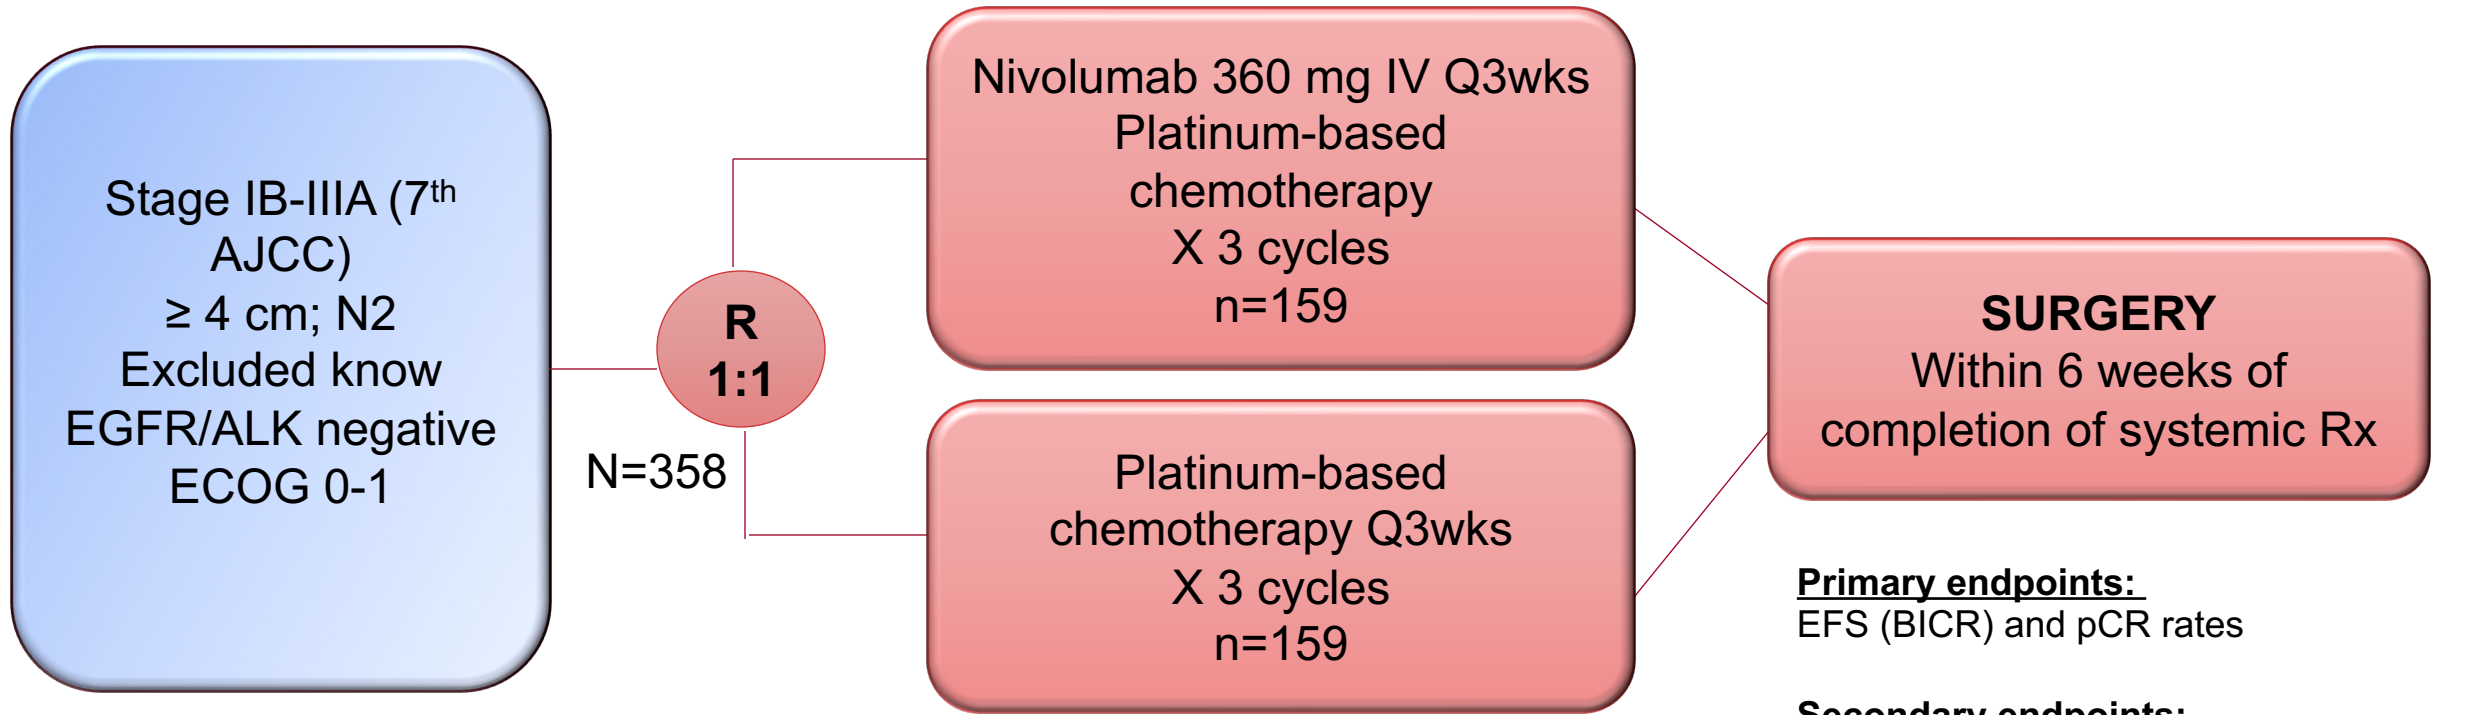 Stage IB-IIIA (7th
AJCC)
≥ 4 cm; N2
Excluded know
EGFR/ALK negative
ECOG 0-1
R
1:1
N=358
Nivolumab 360 mg IV Q3wks
Platinum-based
chemotherapy
X 3 cycles
n=159
Platinum-based
chemotherapy Q3wks
X 3 cycles
n=159
SURGERY
Within 6 weeks of
completion of systemic Rx
Primary endpoints:
EFS (BICR) and pCR rates
Secondary endpoints: